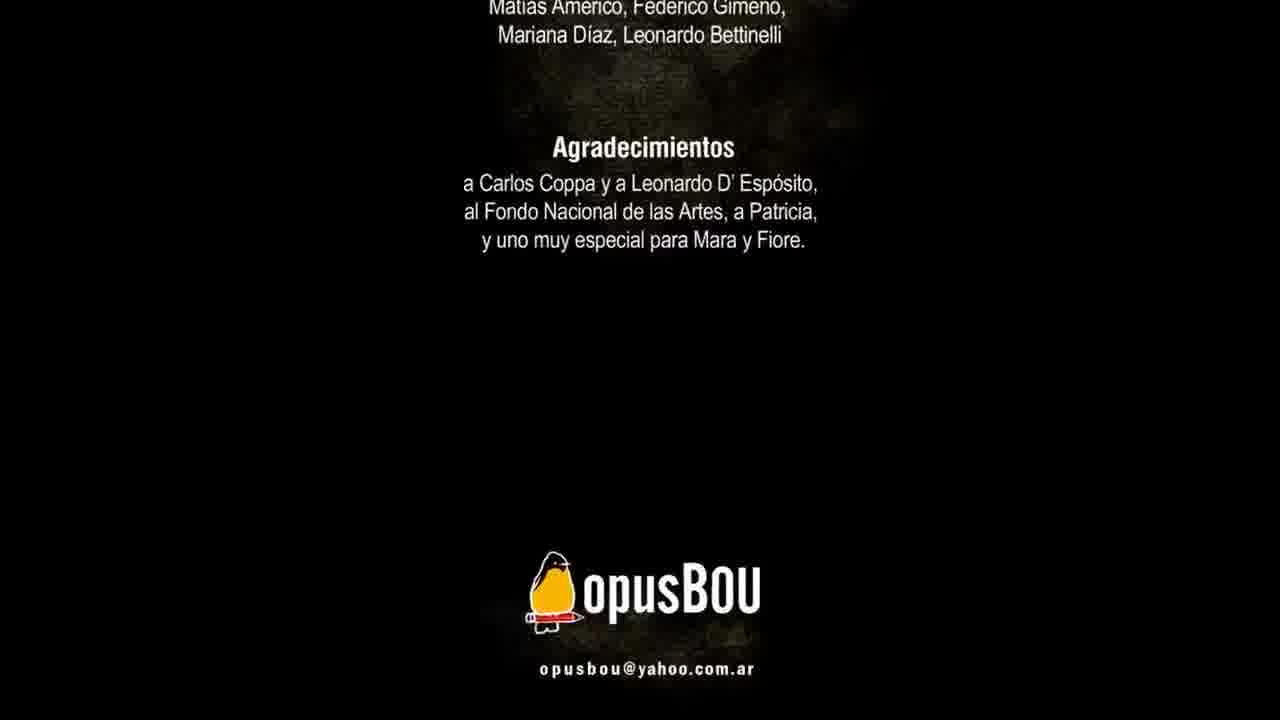 Matías Américo, Federico Gimeno,
Mariana Díaz, Leonardo Bettinelli
Agradecimientos
a Carlos Coppa y a Leonardo D' Espósito,
al Fondo Nacional de las Artes, a Patricia,
y uno muy especial para Mara y Fiore.
opusBOU
opusbou@yahoo.com.ar